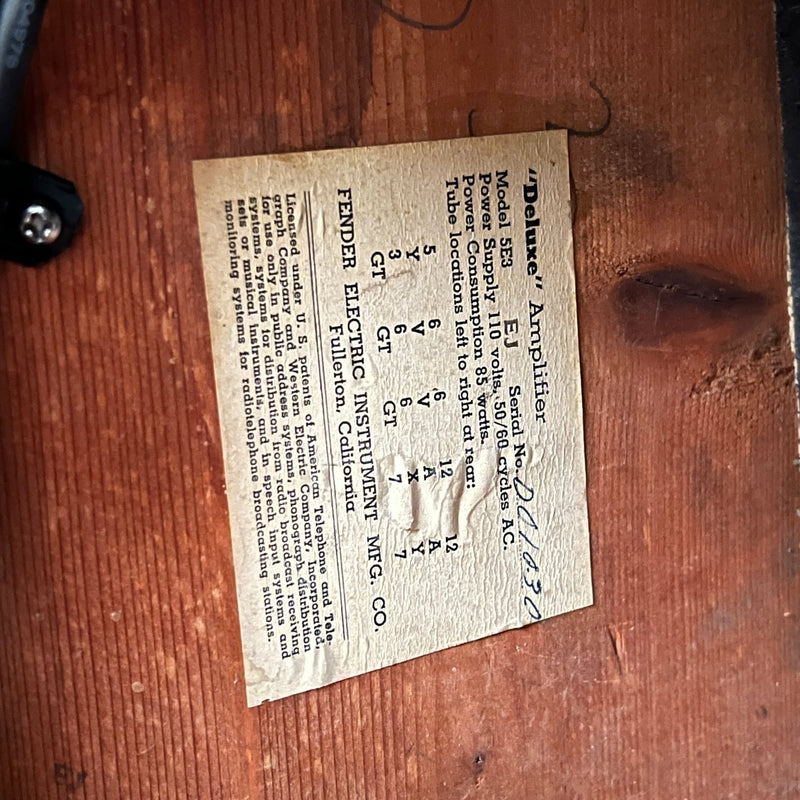 "Deluxe" Amplifier
Model 5E3 EJ Serial No. D01030
Power Supply 110 volts, 50/60 cycles AC.
Power Consumption 85 watts.
Tube locations left to right at rear:
5 6 6 12 12
Y V V A A
3 6 6 X Y
GT GT GT 7 7
FENDER ELECTRIC INSTRUMENT MFG. CO.
Fullerton, California
Licensed under U. S. patents of American Telephone and Tele-
graph Company and Western Electric Company, Incorporated,
for use only in public address systems, phonograph distribution
systems, systems for distribution from radio broadcast receiving
sets or musical instruments, and in speech input systems and
monitoring systems for radiotelephone broadcasting stations.